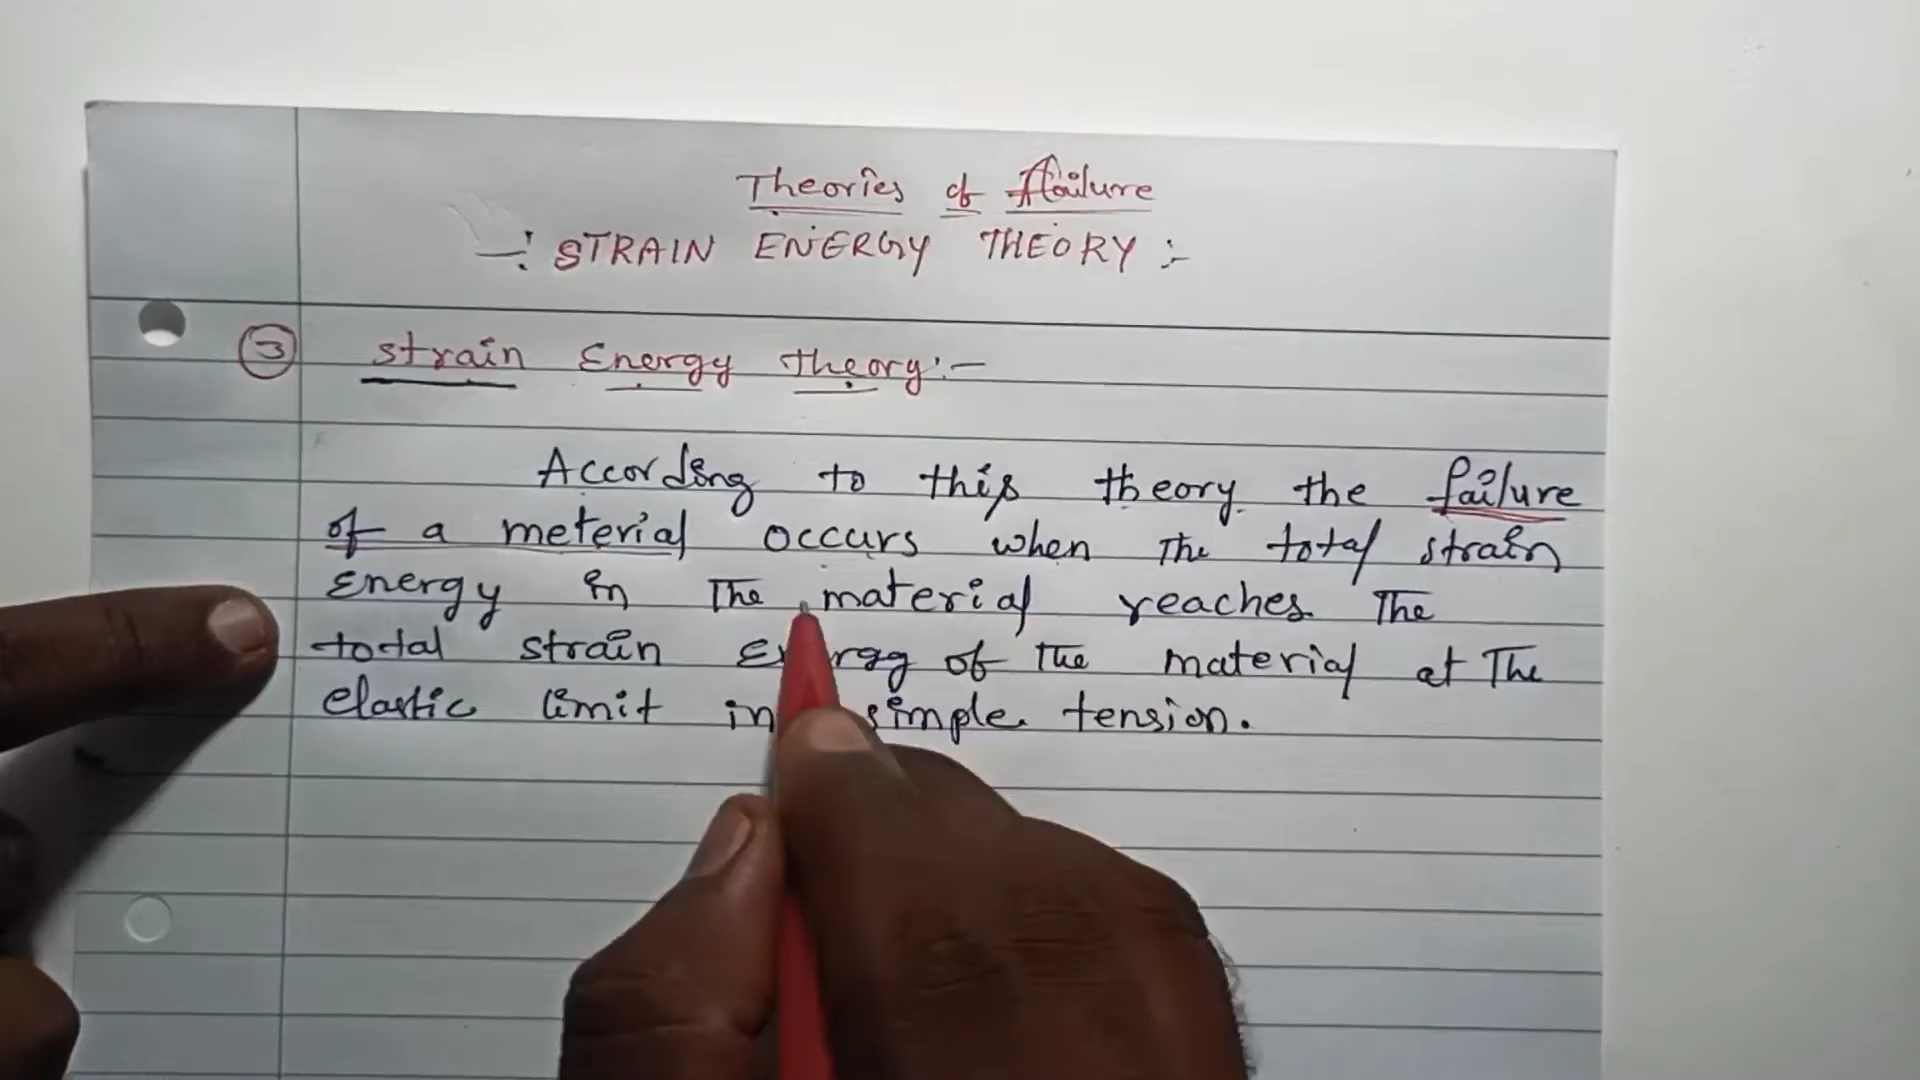 Theories of failure
-: STRAIN ENERGY THEORY :-
3 strain Energy theory:-
According to this theory the failure
of a meterial occurs when The total strain
Energy in The material reaches The
total strain of The material at The
elastic limit in simple tension.